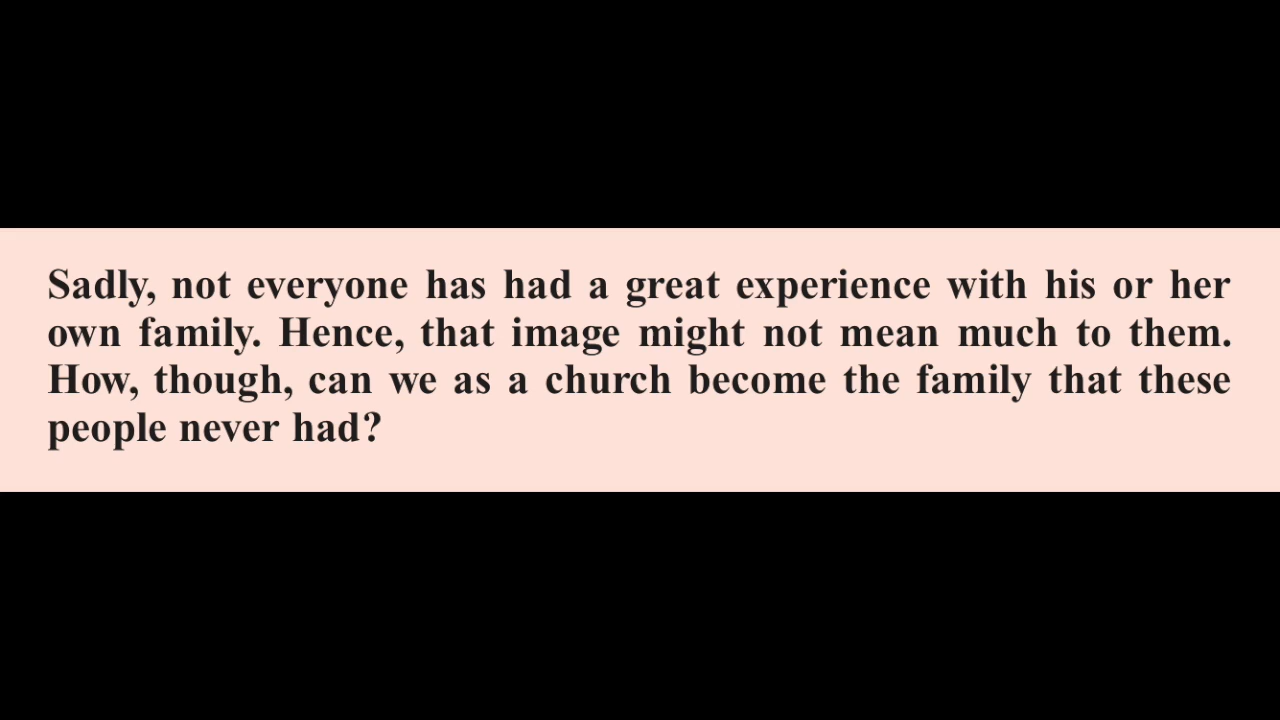 Sadly, not everyone has had a great experience with his or her
own family. Hence, that image might not mean much to them.
How, though, can we as a church become the family that these
people never had?